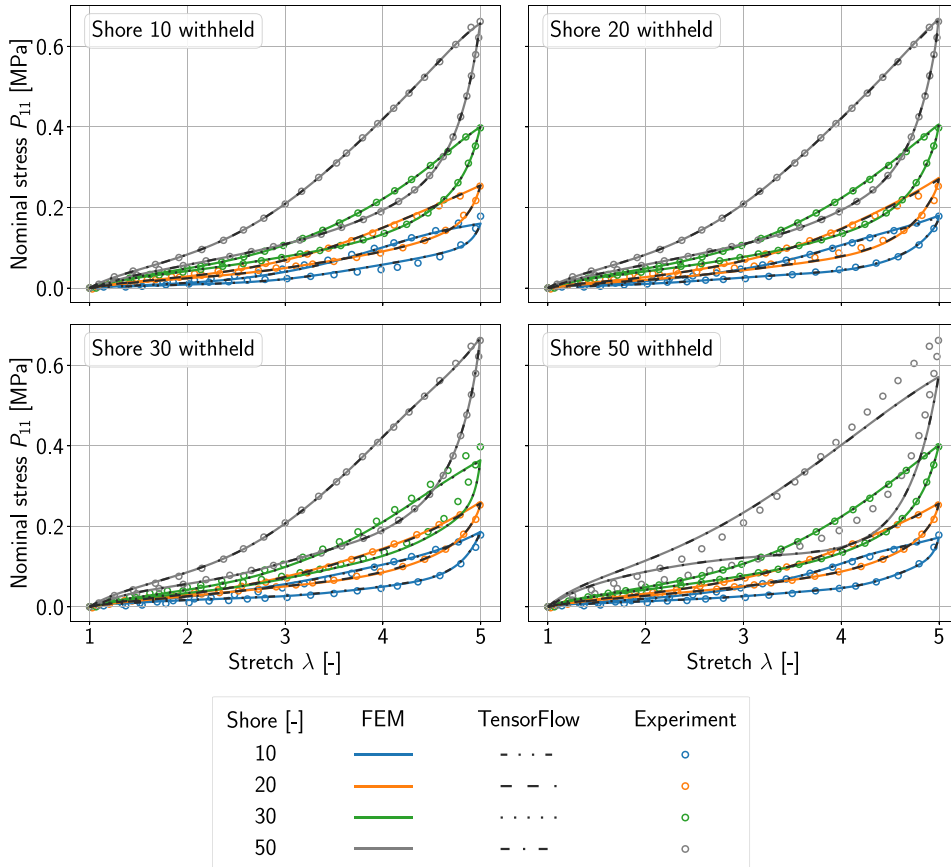 Shore 10 withheld
Shore 20 withheld
Nominal stress P₁₁ [MPa]
0.6
0.4
0.2
0.0
Shore 30 withheld
Shore 50 withheld
Nominal stress P₁₁ [MPa]
0.6
0.4
0.2
0.0
1 2 3 4 5
1 2 3 4 5
Stretch λ [-]
Stretch λ [-]
Shore [-] FEM TensorFlow Experiment
10
20
30
50